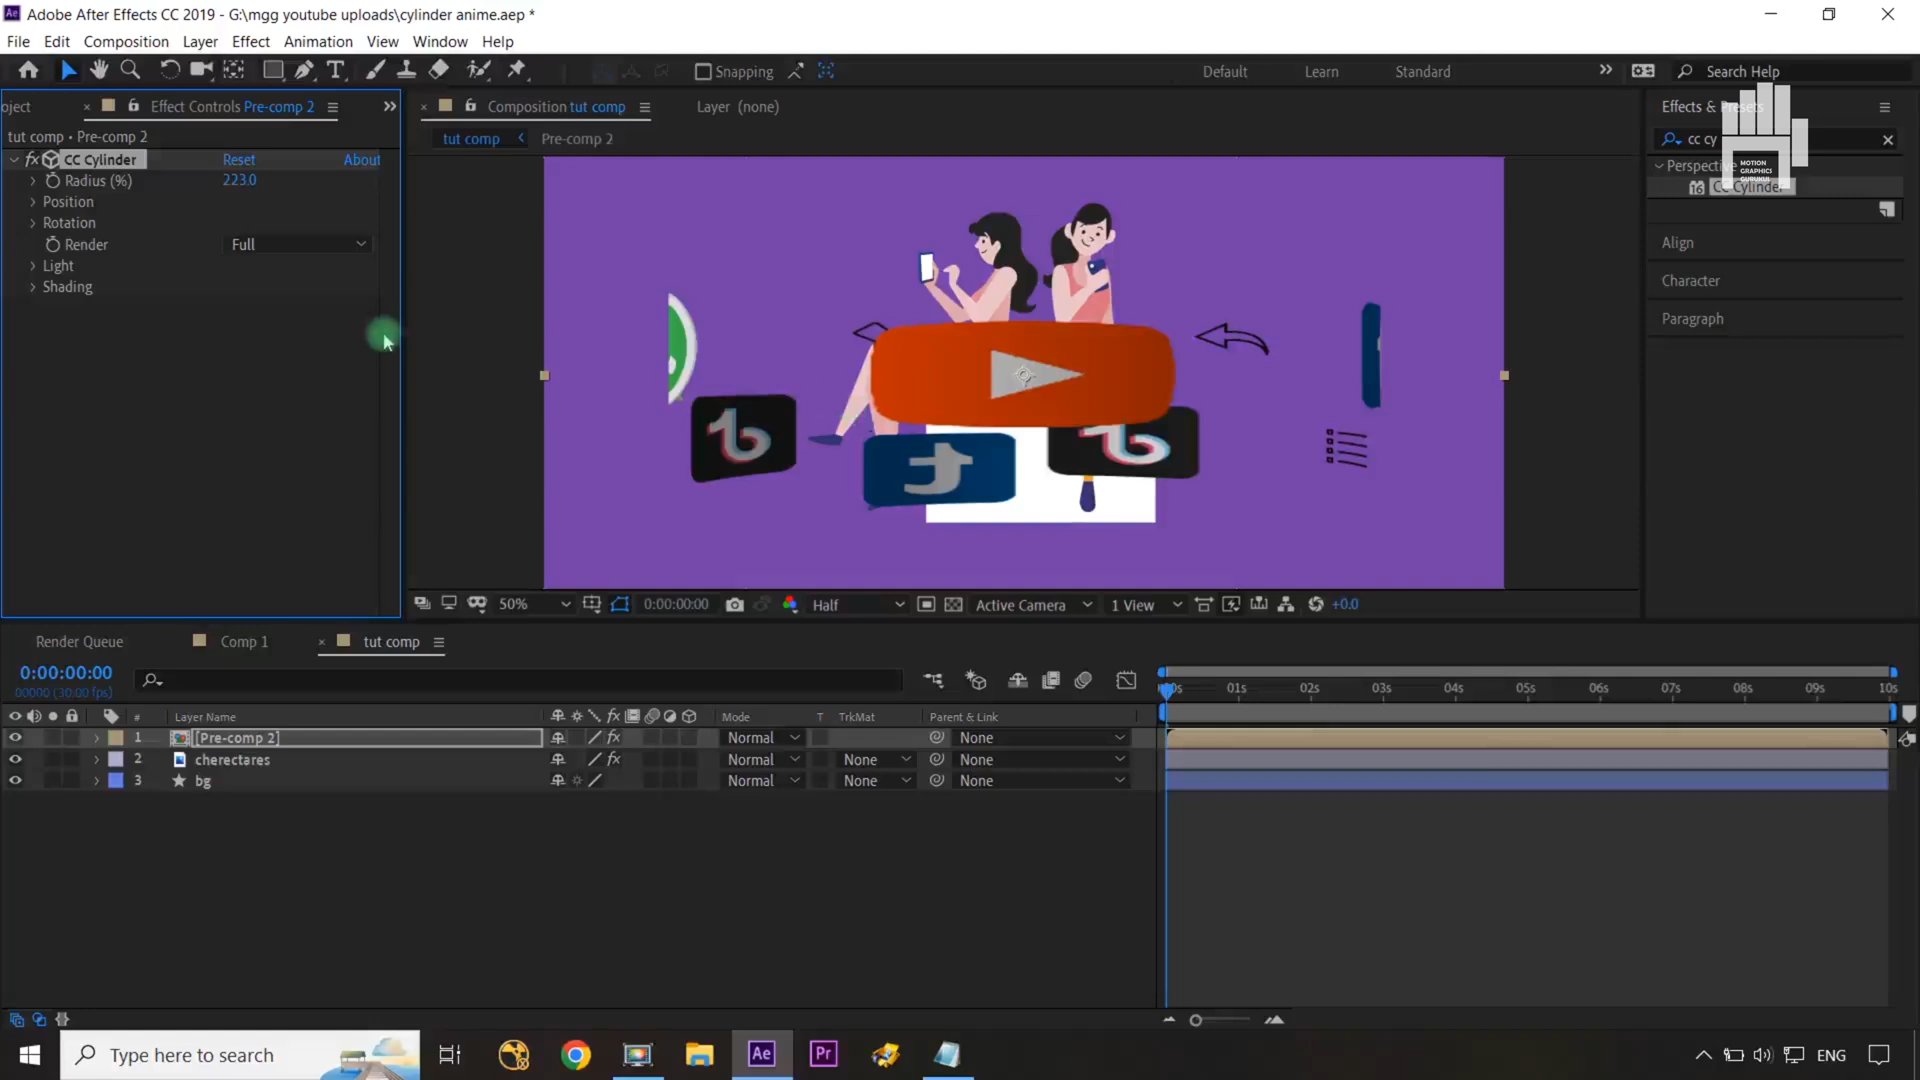 Adobe After Effects CC 2019 - G:\mgg youtube uploads\cylinder anime.aep *
File Edit Composition Layer Effect Animation View Window Help
Snapping Default Learn Standard Search Help
oject Effect Controls Pre-comp 2
Composition tut comp Layer (none)
Effects & Presets
tut comp • Pre-comp 2
tut comp Pre-comp 2
cc cy
CC Cylinder Reset About
Radius (%) 223.0
Position
Rotation
Render Full
Light
Shading
Perspective
CC Cylinder
MOTION
GRAPHICS
GURUKUL
Align
Character
Paragraph
50% 0:00:00:00 Half Active Camera 1 View +0.0
Render Queue Comp 1 tut comp
0:00:00:00
00000 (30.00 fps)
00s 01s 02s 03s 04s 05s 06s 07s 08s 09s 10s
# Layer Name Mode T TrkMat Parent & Link
1 [Pre-comp 2] Normal None
2 cherectares Normal None None
3 bg Normal None None
Type here to search
Ae Pr
ENG